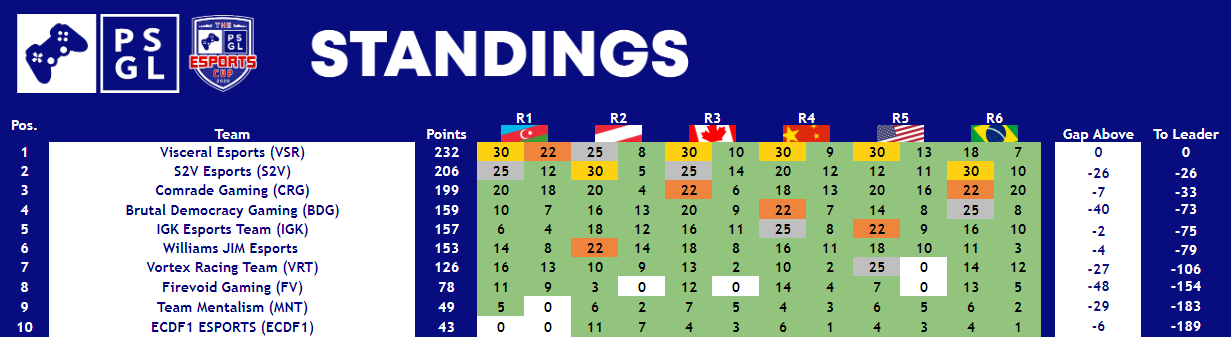 PS
GL
THE
PS
GL
ESPORTS
CUP
STANDINGS
Pos. Team Points R1 R2 R3 R4 R5 R6 Gap Above To Leader
1 Visceral Esports (VSR) 232 30 22 25 8 30 10 30 9 30 13 18 7 0 0
2 S2V Esports (S2V) 206 25 12 30 5 25 14 20 12 12 11 30 10 -26 -26
3 Comrade Gaming (CRG) 199 20 18 20 4 22 6 18 13 20 16 22 20 -7 -33
4 Brutal Democracy Gaming (BDG) 159 10 7 16 13 20 9 22 7 14 8 25 8 -40 -73
5 IGK Esports Team (IGK) 157 6 4 18 12 16 11 25 8 22 9 16 10 -2 -75
6 Williams JIM Esports 153 14 8 22 14 18 8 16 11 18 10 11 3 -4 -79
7 Vortex Racing Team (VRT) 126 16 13 10 9 13 2 10 2 25 0 14 12 -27 -106
8 Firevoid Gaming (FV) 78 11 9 3 0 12 0 14 4 7 0 13 5 -48 -154
9 Team Mentalism (MNT) 49 5 0 6 2 7 5 4 3 6 5 6 2 -29 -183
10 ECDF1 ESPORTS (ECDF1) 43 0 0 11 7 4 3 6 1 4 3 4 1 -6 -189